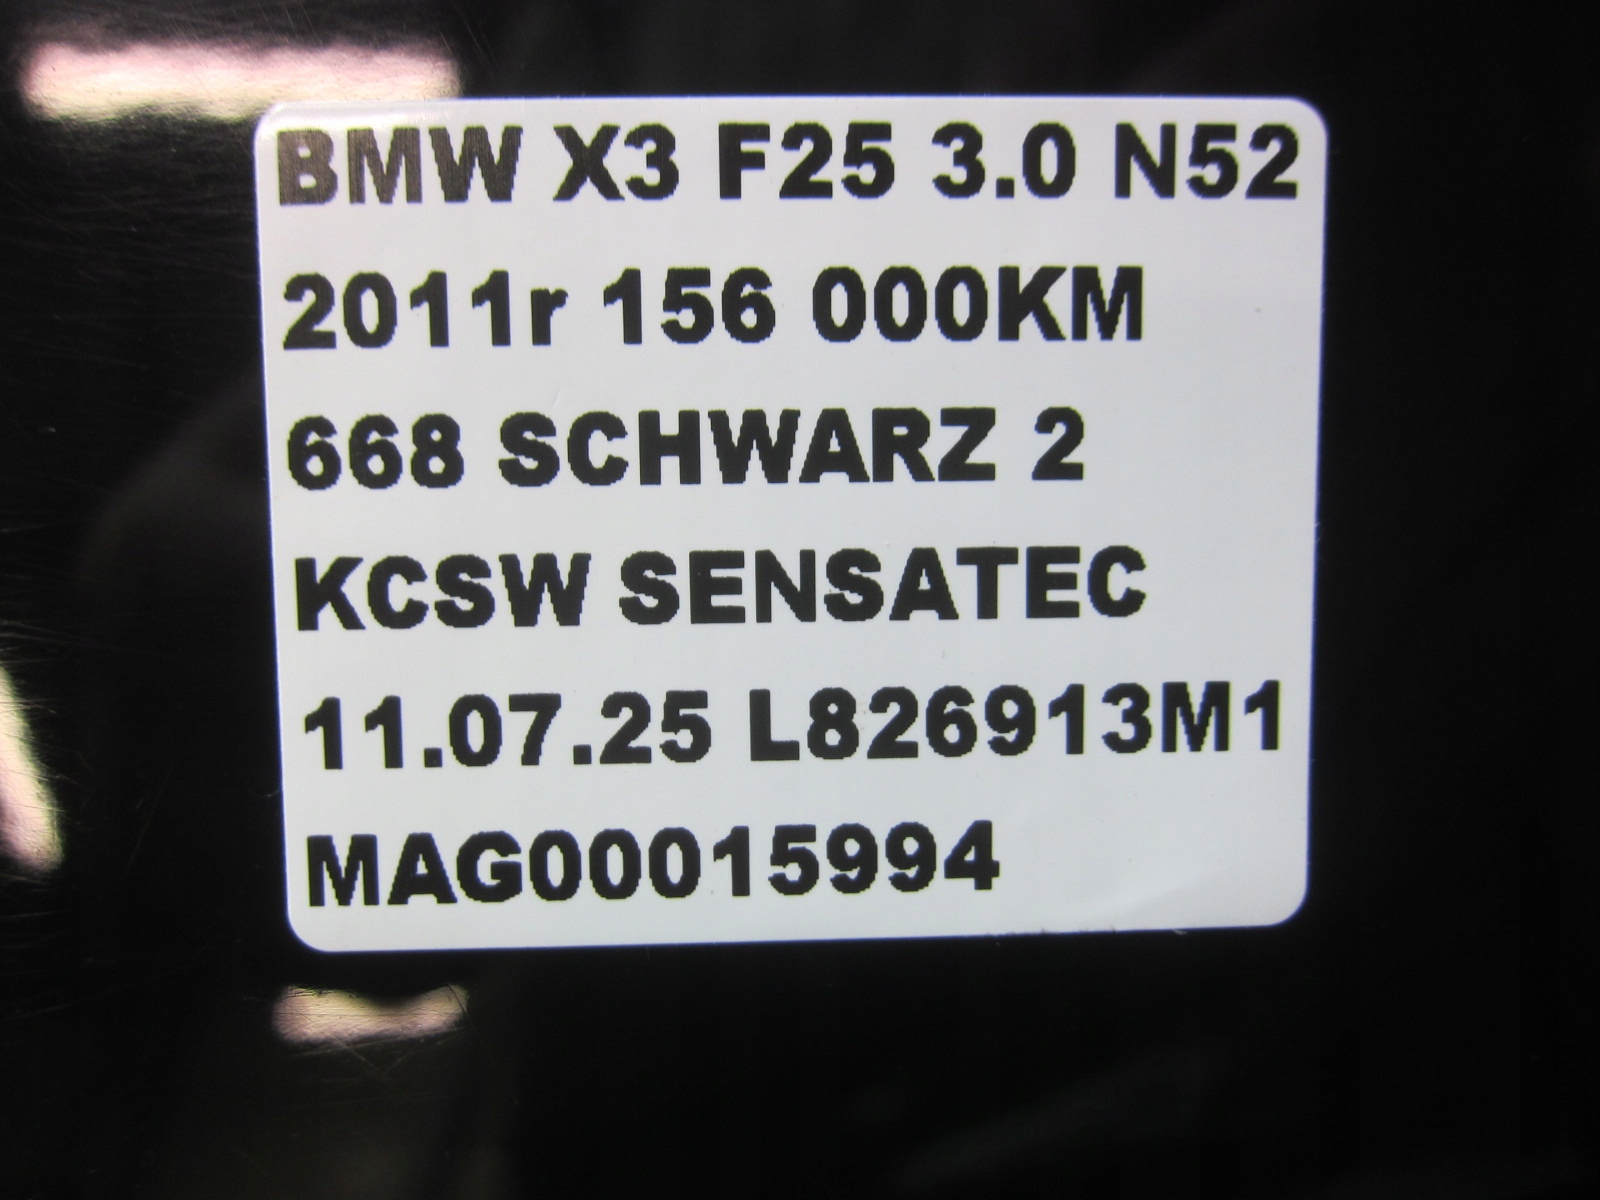 BMW X3 F25 3.0 N52
2011r 156 000KM
668 SCHWARZ 2
KCSW SENSATEC
11.07.25 L826913M1
MAG00015994